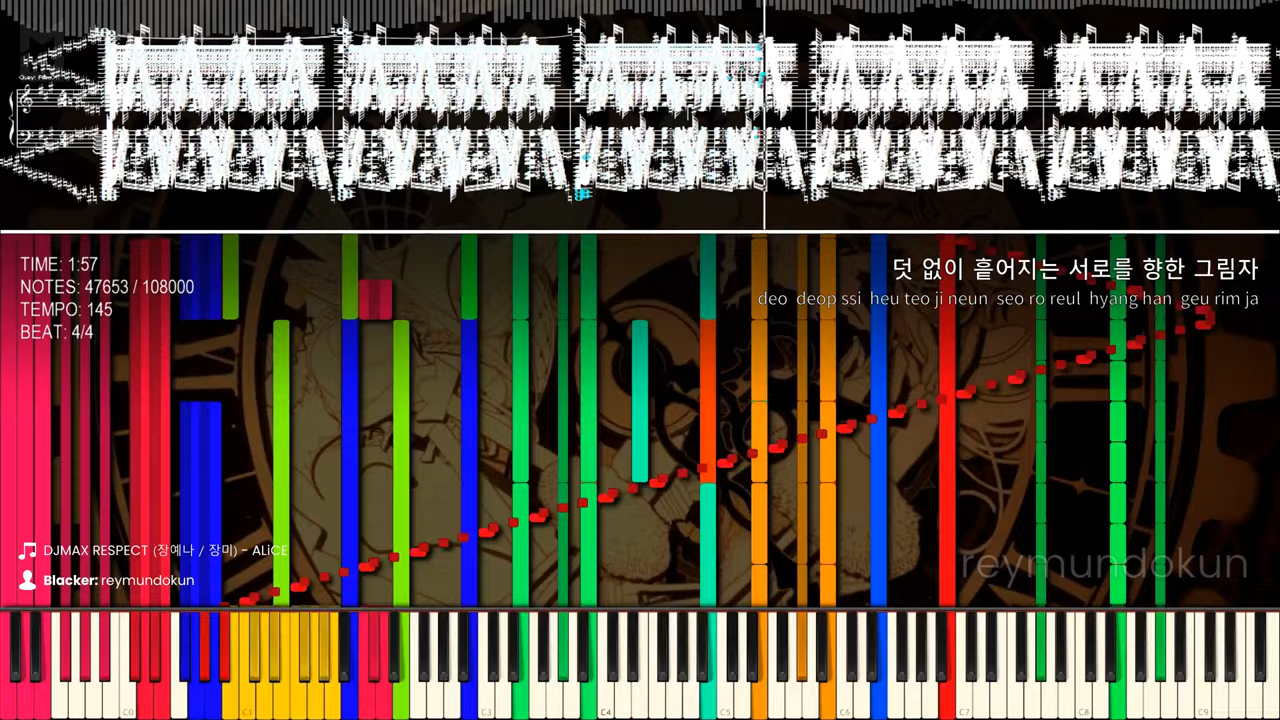 TIME: 1:57
NOTES: 47653 / 108000
TEMPO: 145
BEAT: 4/4
덧 없이 흩어지는 서로를 향한 그림자
deo deop ssi heu teo ji neun seo ro reul hyang han geu rim ja
DJMAX RESPECT (장예나 / 장미) - ALiCE
Blacker: reymundokun
reymundokun
C0 C1 C3 C4 C5 C6 C7 C8 C9